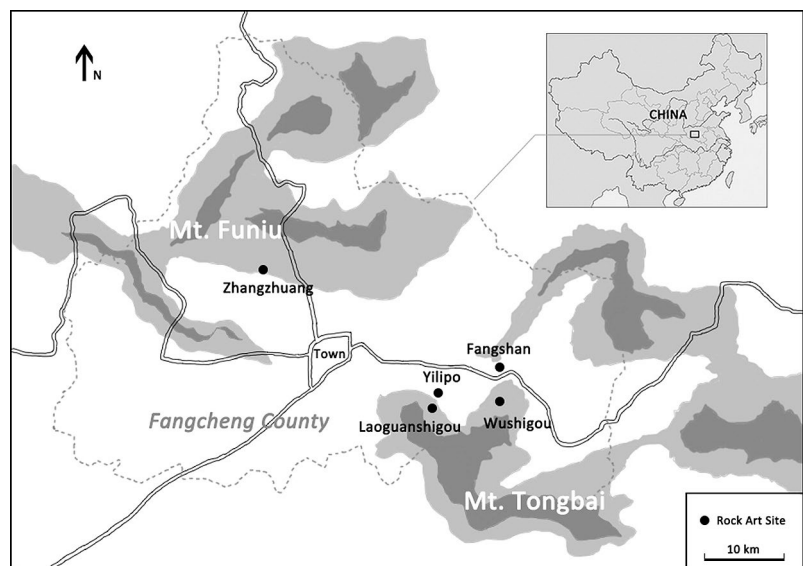 N
CHINA
Mt. Funiu
Zhangzhuang
Town
Fangshan
Yilipo
Laoguanshigou
Wushigou
Fangcheng County
Mt. Tongbai
Rock Art Site
10 km